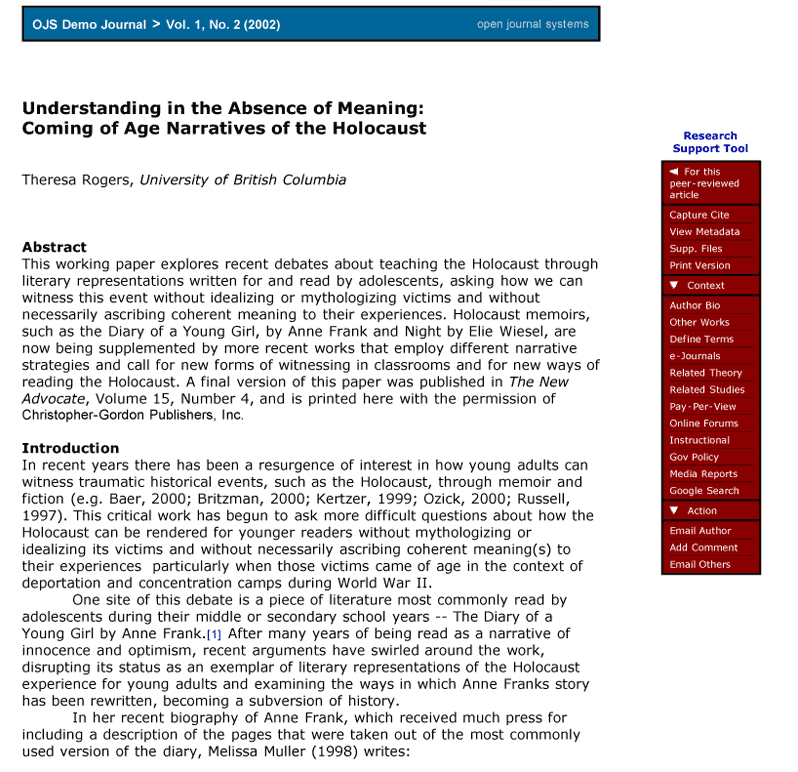 OJS Demo Journal > Vol. 1, No. 2 (2002)
open journal systems
Understanding in the Absence of Meaning:
Coming of Age Narratives of the Holocaust
Theresa Rogers, University of British Columbia
Abstract
This working paper explores recent debates about teaching the Holocaust through
literary representations written for and read by adolescents, asking how we can
witness this event without idealizing or mythologizing victims and without
necessarily ascribing coherent meaning to their experiences. Holocaust memoirs,
such as the Diary of a Young Girl, by Anne Frank and Night by Elie Wiesel, are
now being supplemented by more recent works that employ different narrative
strategies and call for new forms of witnessing in classrooms and for new ways of
reading the Holocaust. A final version of this paper was published in The New
Advocate, Volume 15, Number 4, and is printed here with the permission of
Christopher-Gordon Publishers, Inc.
Introduction
In recent years there has been a resurgence of interest in how young adults can
witness traumatic historical events, such as the Holocaust, through memoir and
fiction (e.g. Baer, 2000; Britzman, 2000; Kertzer, 1999; Ozick, 2000; Russell,
1997). This critical work has begun to ask more difficult questions about how the
Holocaust can be rendered for younger readers without mythologizing or
idealizing its victims and without necessarily ascribing coherent meaning(s) to
their experiences particularly when those victims came of age in the context of
deportation and concentration camps during World War II.
One site of this debate is a piece of literature most commonly read by
adolescents during their middle or secondary school years -- The Diary of a
Young Girl by Anne Frank.[1] After many years of being read as a narrative of
innocence and optimism, recent arguments have swirled around the work,
disrupting its status as an exemplar of literary representations of the Holocaust
experience for young adults and examining the ways in which Anne Franks story
has been rewritten, becoming a subversion of history.
In her recent biography of Anne Frank, which received much press for
including a description of the pages that were taken out of the most commonly
used version of the diary, Melissa Muller (1998) writes:
Research
Support Tool
For this
peer-reviewed
article
Capture Cite
View Metadata
Supp. Files
Print Version
Context
Author Bio
Other Works
Define Terms
e-Journals
Related Theory
Related Studies
Pay-Per-View
Online Forums
Instructional
Gov Policy
Media Reports
Google Search
Action
Email Author
Add Comment
Email Others